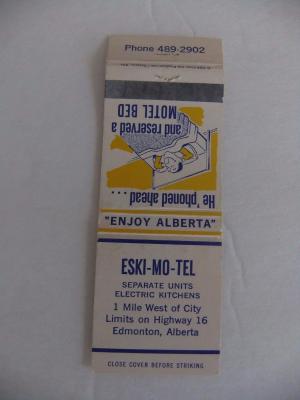 Phone 489-2902
He 'phoned ahead...
and reserved a
MOTEL BED
"ENJOY ALBERTA"
ESKI-MO-TEL
SEPARATE UNITS
ELECTRIC KITCHENS
1 Mile West of City
Limits on Highway 16
Edmonton, Alberta
CLOSE COVER BEFORE STRIKING